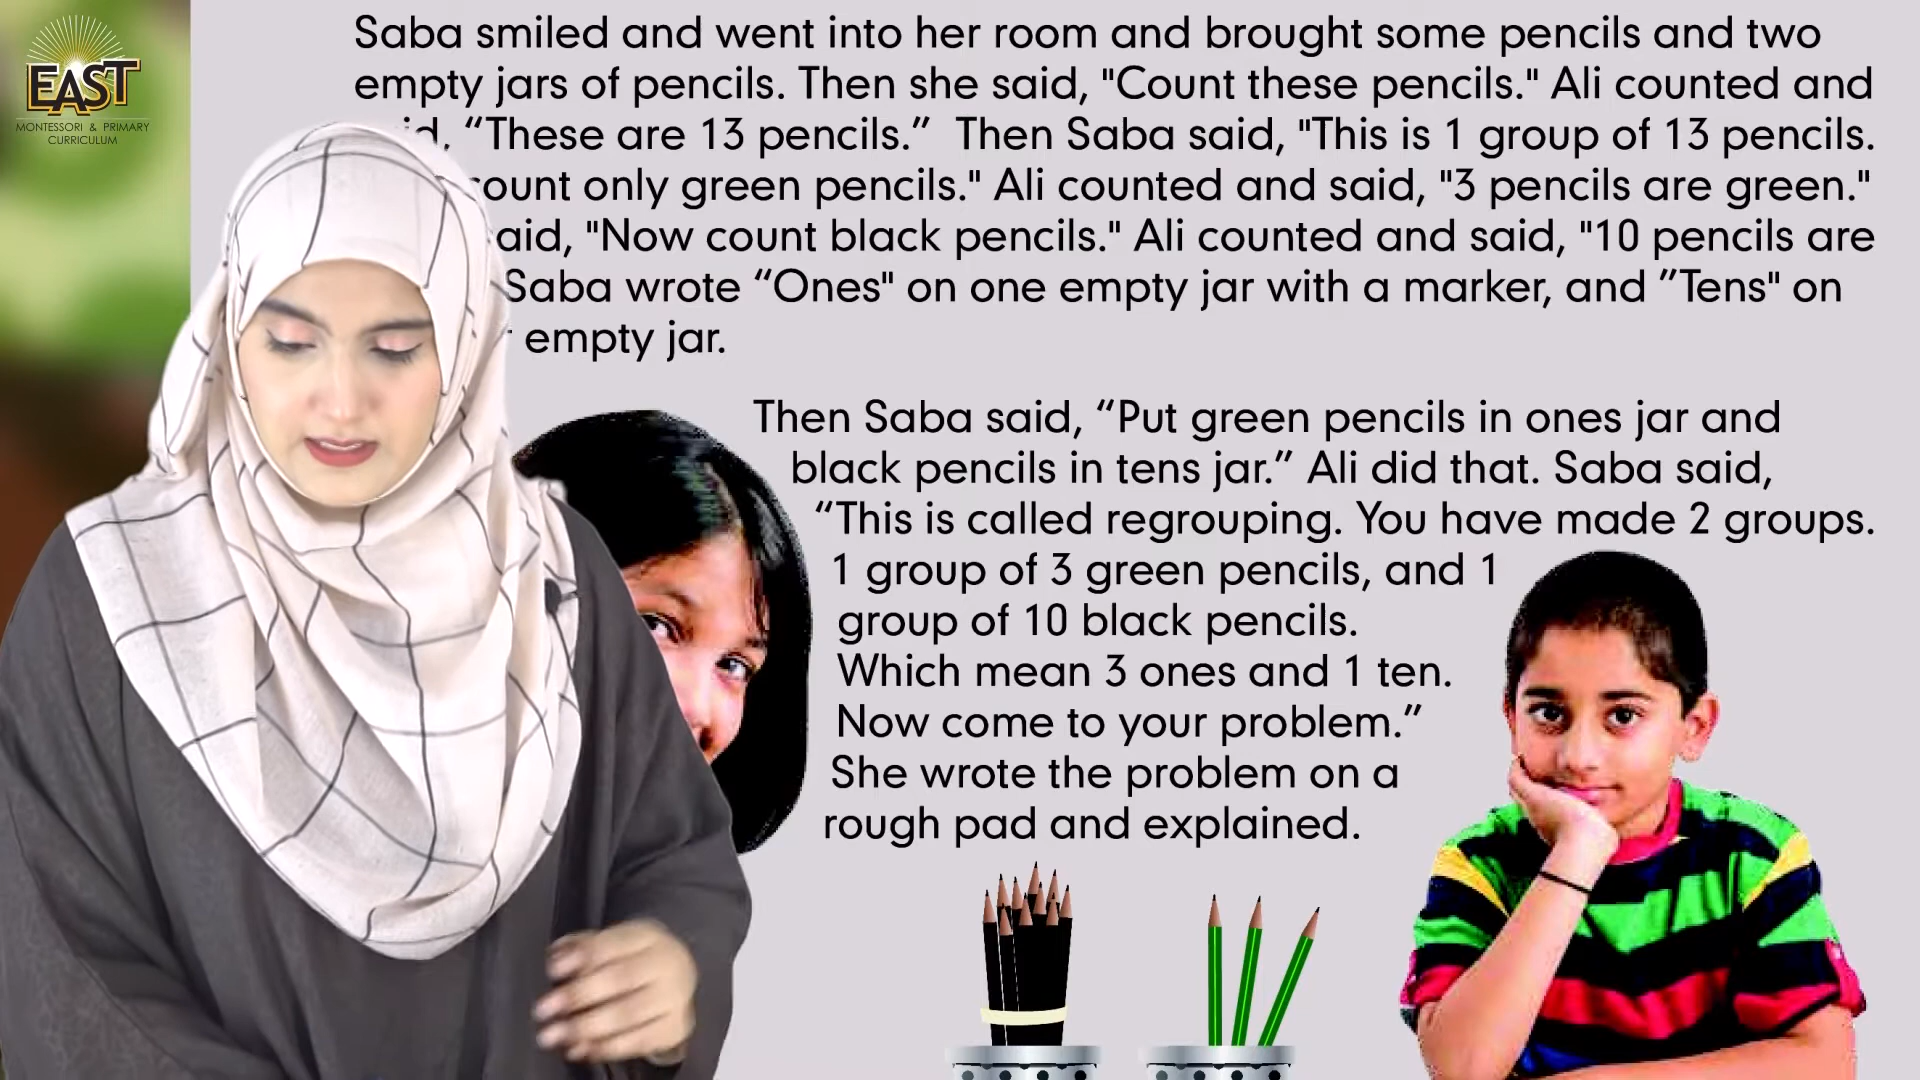 EAST
MONTESSORI & PRIMARY
CURRICULUM
Saba smiled and went into her room and brought some pencils and two
empty jars of pencils. Then she said, "Count these pencils." Ali counted and
“These are 13 pencils.” Then Saba said, "This is 1 group of 13 pencils.
only green pencils." Ali counted and said, "3 pencils are green."
"Now count black pencils." Ali counted and said, "10 pencils are
Saba wrote “Ones" on one empty jar with a marker, and ”Tens" on
empty jar.
Then Saba said, “Put green pencils in ones jar and
black pencils in tens jar.” Ali did that. Saba said,
“This is called regrouping. You have made 2 groups.
1 group of 3 green pencils, and 1
group of 10 black pencils.
Which mean 3 ones and 1 ten.
Now come to your problem.”
She wrote the problem on a
rough pad and explained.